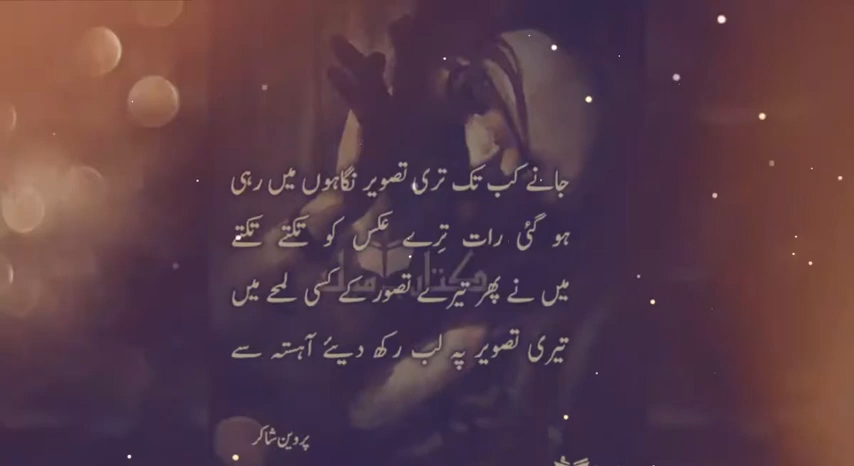 جانے کب تک تری تصویر نگاہوں میں رہی
ہو گئی رات تِرے عکس کو تکتے تکتے
میں نے پھر تیرے تصور کے کسی لمحے میں
تیری تصویر پہ لب رکھ دیئے آہستہ سے
پروین شاکر